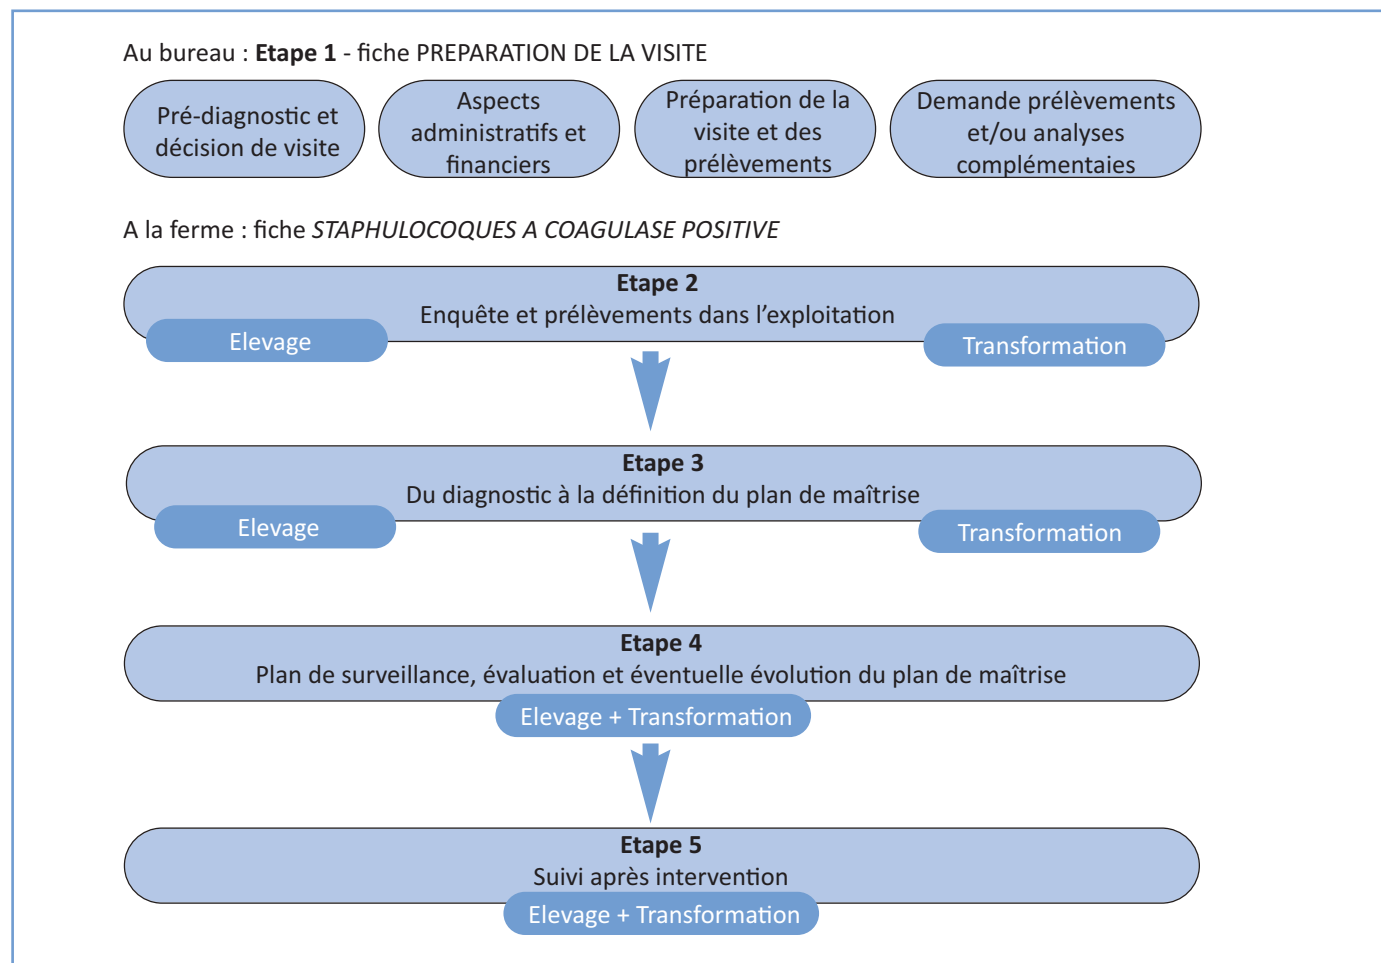 Au bureau : Etape 1 - fiche PREPARATION DE LA VISITE
Pré-diagnostic et
décision de visite
Aspects
administratifs et
financiers
Préparation de la
visite et des
prélèvements
Demande prélèvements
et/ou analyses
complémentaies
A la ferme : fiche STAPHULOCOQUES A COAGULASE POSITIVE
Etape 2
Enquête et prélèvements dans l'exploitation
Elevage
Transformation
Etape 3
Du diagnostic à la définition du plan de maîtrise
Elevage
Transformation
Etape 4
Plan de surveillance, évaluation et éventuelle évolution du plan de maîtrise
Elevage + Transformation
Etape 5
Suivi après intervention
Elevage + Transformation